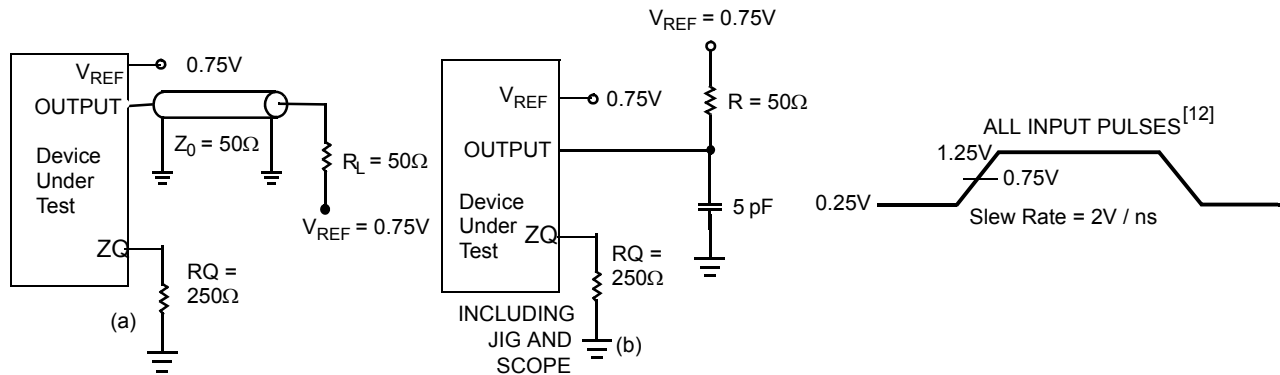 V_REF 0.75V
OUTPUT
Z₀ = 50Ω
Device
Under
Test
R_L = 50Ω
V_REF = 0.75V
ZQ
RQ =
250Ω
(a)
V_REF = 0.75V
V_REF 0.75V
R = 50Ω
OUTPUT
Device
Under
Test
5 pF
ZQ
RQ =
250Ω
INCLUDING
JIG AND
SCOPE
(b)
ALL INPUT PULSES[12]
1.25V
0.75V
0.25V
Slew Rate = 2V / ns